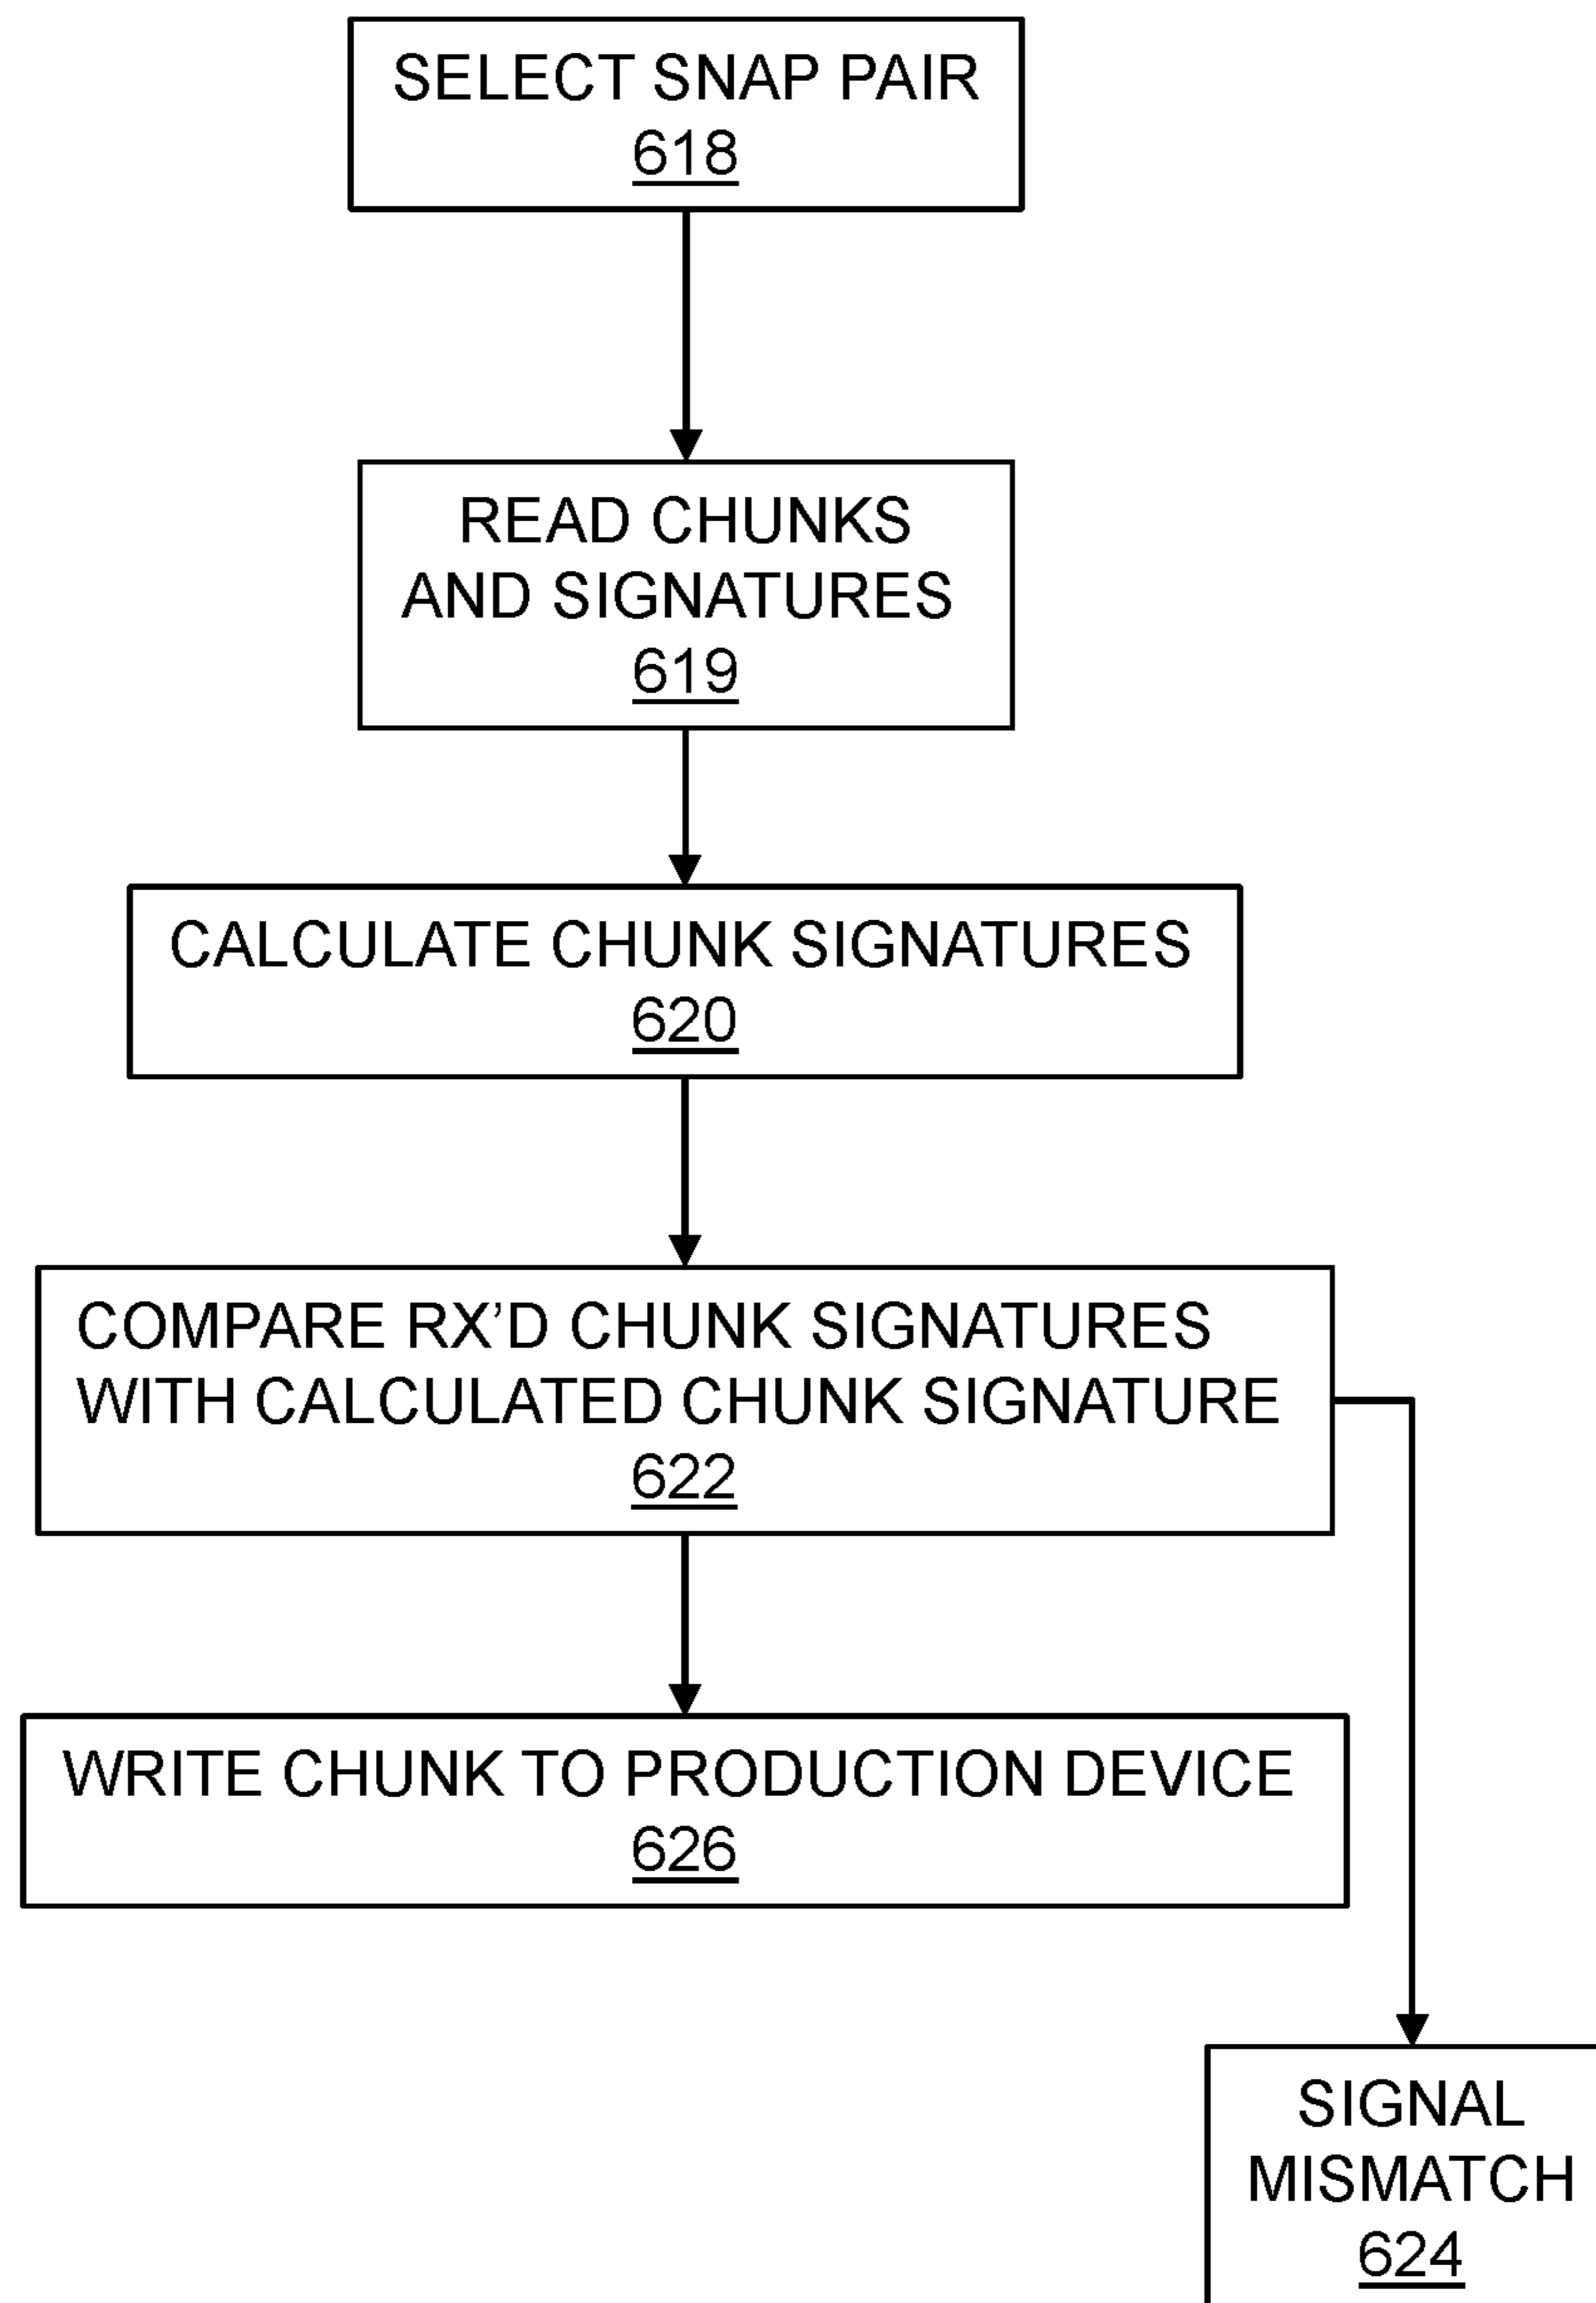 SELECT SNAP PAIR
618
READ CHUNKS
AND SIGNATURES
619
CALCULATE CHUNK SIGNATURES
620
COMPARE RX'D CHUNK SIGNATURES
WITH CALCULATED CHUNK SIGNATURE
622
WRITE CHUNK TO PRODUCTION DEVICE
626
SIGNAL
MISMATCH
624